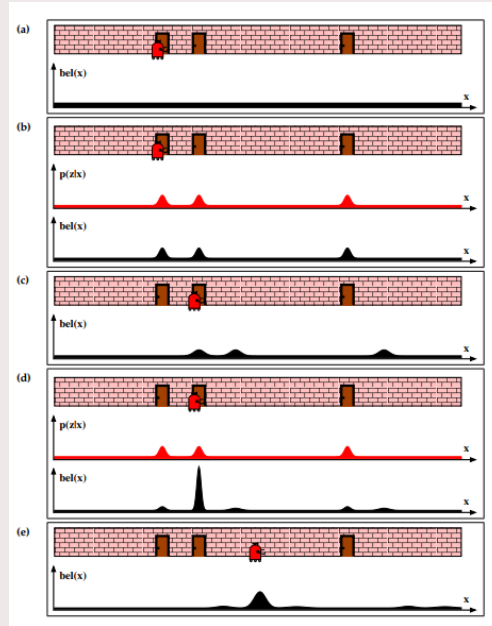 (a)
bel(x)
x
(b)
p(z|x)
x
bel(x)
x
(c)
bel(x)
x
(d)
p(z|x)
x
bel(x)
x
(e)
bel(x)
x